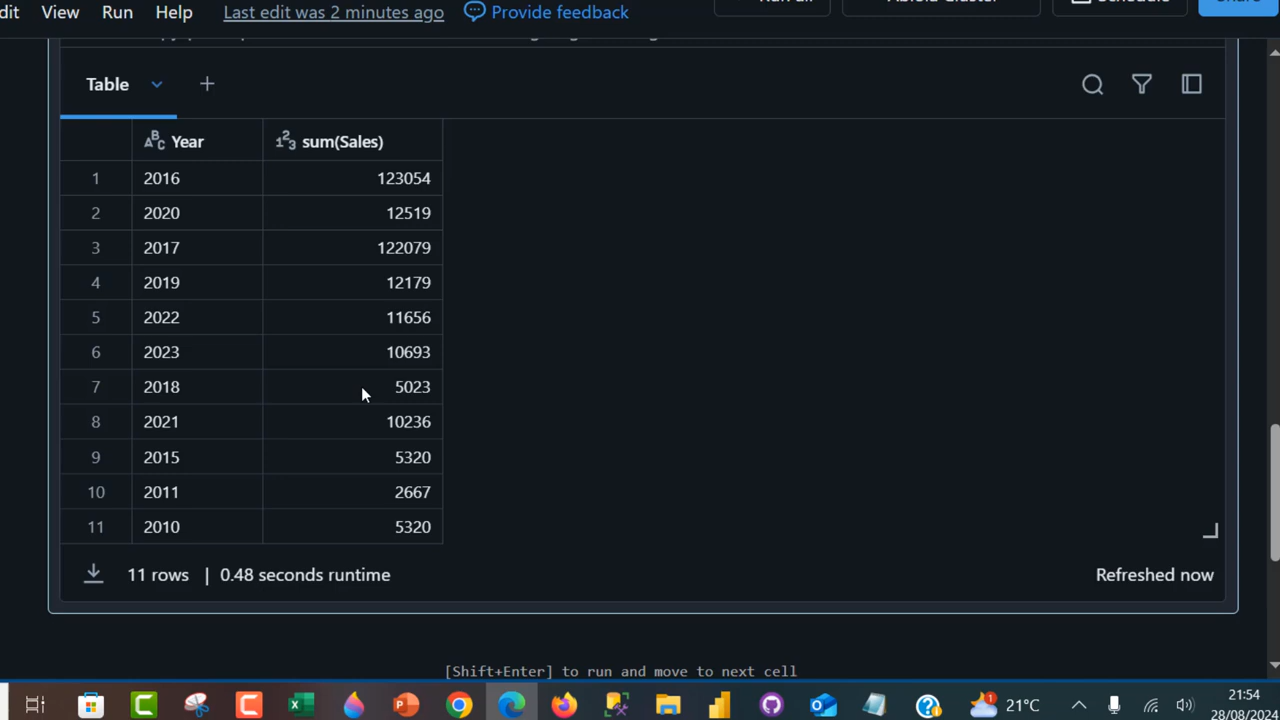 dit View Run Help Last edit was 2 minutes ago Provide feedback
Table
Year sum(Sales)
1 2016 123054
2 2020 12519
3 2017 122079
4 2019 12179
5 2022 11656
6 2023 10693
7 2018 5023
8 2021 10236
9 2015 5320
10 2011 2667
11 2010 5320
11 rows | 0.48 seconds runtime Refreshed now
[Shift+Enter] to run and move to next cell
21°C 21:54
28/08/2024